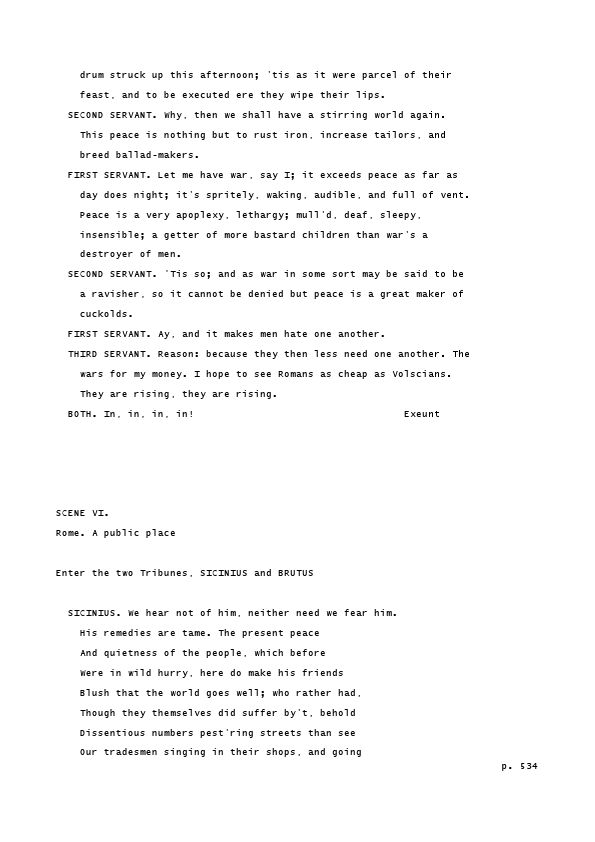 drum struck up this afternoon; 'tis as it were parcel of their
feast, and to be executed ere they wipe their lips.
SECOND SERVANT. Why, then we shall have a stirring world again.
This peace is nothing but to rust iron, increase tailors, and
breed ballad-makers.
FIRST SERVANT. Let me have war, say I; it exceeds peace as far as
day does night; it's spritely, waking, audible, and full of vent.
Peace is a very apoplexy, lethargy; mull'd, deaf, sleepy,
insensible; a getter of more bastard children than war's a
destroyer of men.
SECOND SERVANT. 'Tis so; and as war in some sort may be said to be
a ravisher, so it cannot be denied but peace is a great maker of
cuckolds.
FIRST SERVANT. Ay, and it makes men hate one another.
THIRD SERVANT. Reason: because they then less need one another. The
wars for my money. I hope to see Romans as cheap as Volscians.
They are rising, they are rising.
BOTH. In, in, in, in! Exeunt
SCENE VI.
Rome. A public place
Enter the two Tribunes, SICINIUS and BRUTUS
SICINIUS. We hear not of him, neither need we fear him.
His remedies are tame. The present peace
And quietness of the people, which before
Were in wild hurry, here do make his friends
Blush that the world goes well; who rather had,
Though they themselves did suffer by't, behold
Dissentious numbers pest'ring streets than see
Our tradesmen singing in their shops, and going
p. 534